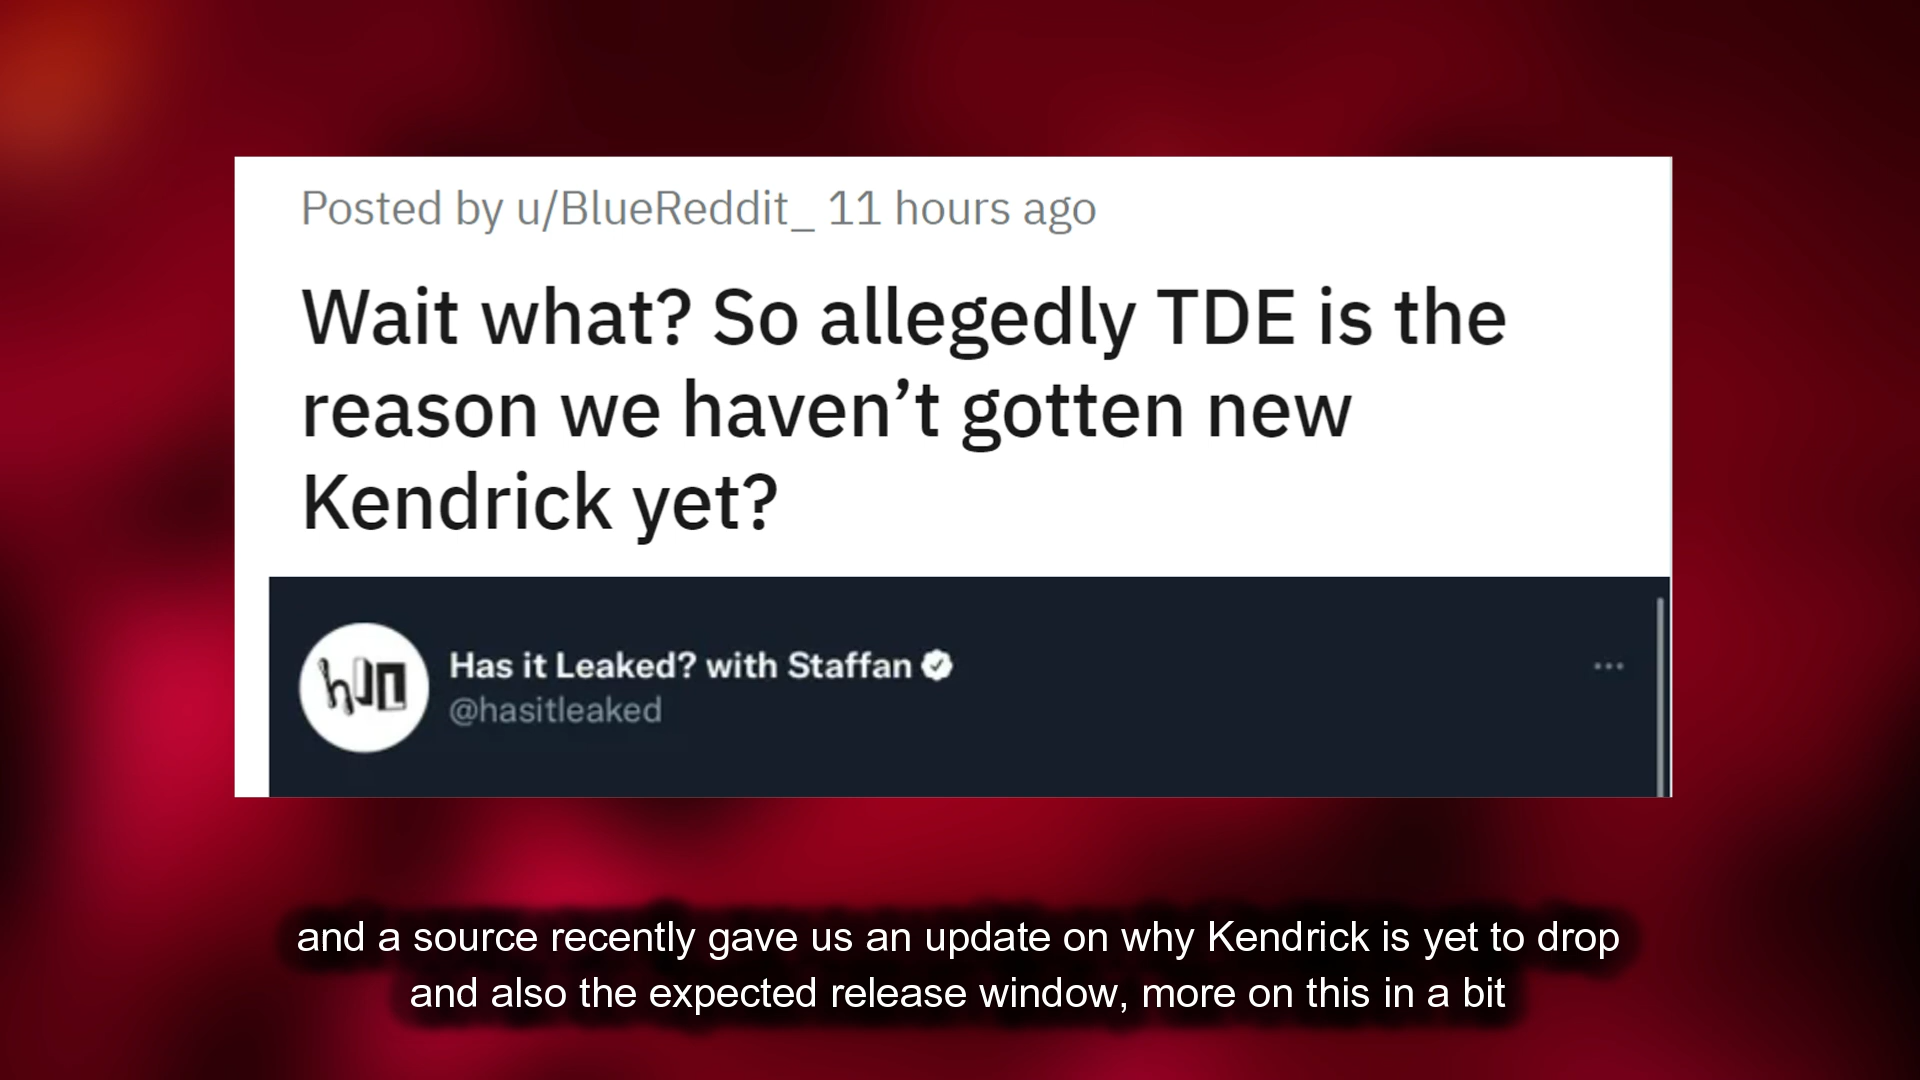 Posted by u/BlueReddit_ 11 hours ago
Wait what? So allegedly TDE is the
reason we haven’t gotten new
Kendrick yet?
Has it Leaked? with Staffan
@hasitleaked
and a source recently gave us an update on why Kendrick is yet to drop
and also the expected release window, more on this in a bit